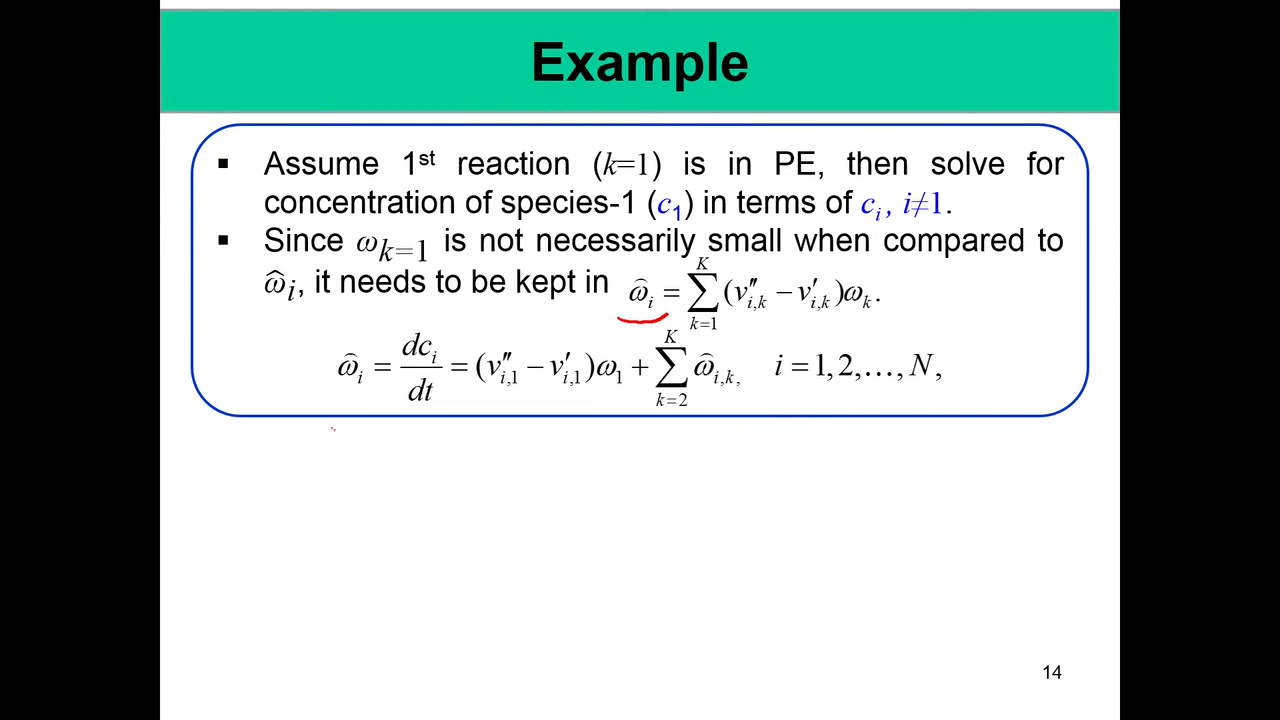 Example
▪ Assume 1st reaction (k=1) is in PE, then solve for
concentration of species-1 (c₁) in terms of cᵢ, i≠1.
▪ Since ω_{k=1} is not necessarily small when compared to
ω̂ᵢ, it needs to be kept in ω̂ᵢ = ∑_{k=1}^{K} (ν″_{i,k} − ν′_{i,k})ω_k.
ω̂ᵢ = dcᵢ/dt = (ν″_{i,1} − ν′_{i,1})ω₁ + ∑_{k=2}^{K} ω̂_{i,k}, i = 1, 2, …, N,
14